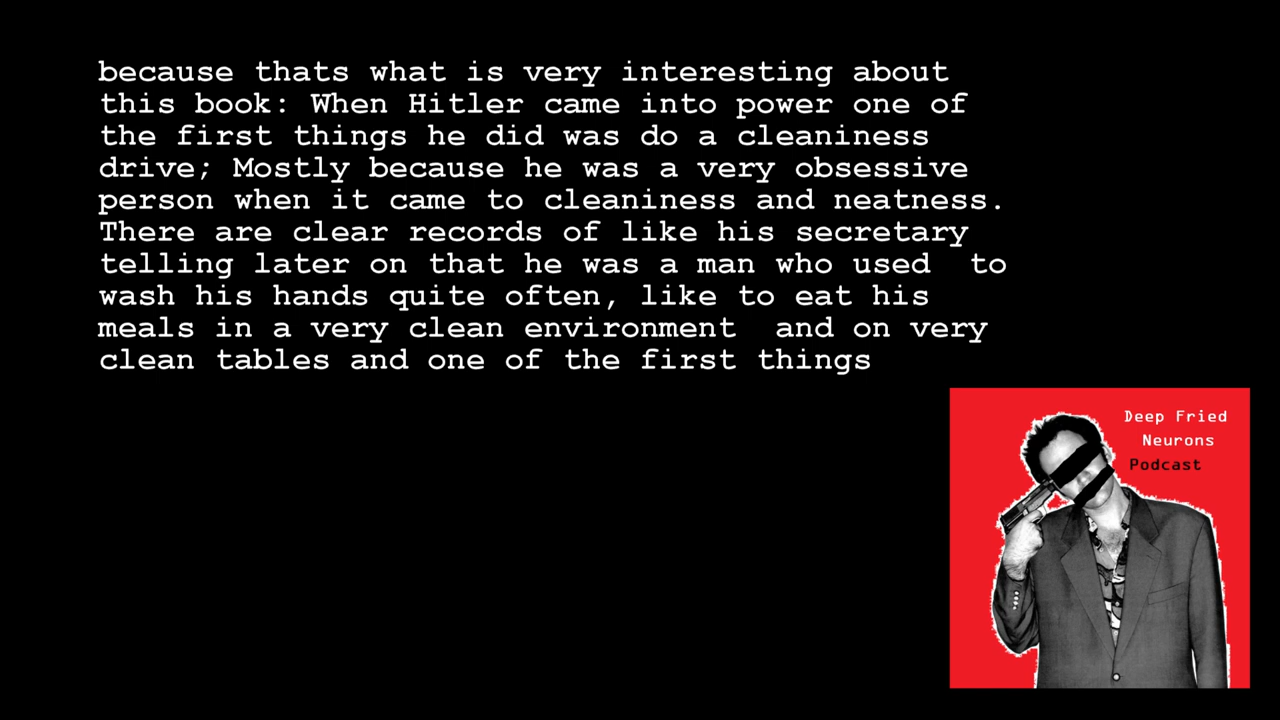 because thats what is very interesting about
this book: When Hitler came into power one of
the first things he did was do a cleaniness
drive; Mostly because he was a very obsessive
person when it came to cleaniness and neatness.
There are clear records of like his secretary
telling later on that he was a man who used  to
wash his hands quite often, like to eat his
meals in a very clean environment  and on very
clean tables and one of the first things
Deep Fried
Neurons
Podcast